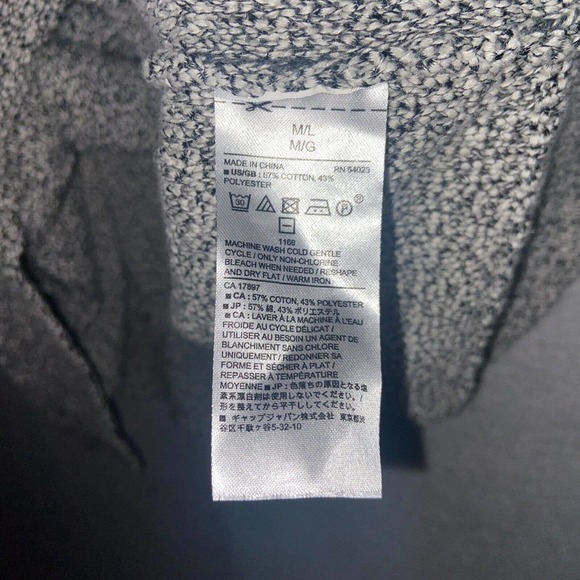 M/L
M/G
MADE IN CHINA RN 54023
■ US/GB : 57% COTTON, 43%
POLYESTER
30 P
1169
MACHINE WASH COLD GENTLE
CYCLE / ONLY NON-CHLORINE
BLEACH WHEN NEEDED / RESHAPE
AND DRY FLAT / WARM IRON
CA 17897
■ CA : 57% COTON, 43% POLYESTER
■ JP : 57% 綿, 43% ポリエステル
■ CA : LAVER À LA MACHINE À L'EAU
FROIDE AU CYCLE DÉLICAT /
UTILISER AU BESOIN UN AGENT DE
BLANCHIMENT SANS CHLORE
UNIQUEMENT / REDONNER SA
FORME ET SÉCHER À PLAT /
REPASSER À TEMPÉRATURE
MOYENNE ■ JP : 色落ちの原因となる塩
素系漂白剤は使用しないでください。/
形を整えてから平干ししてください。
■ ギャップジャパン株式会社 東京都渋
谷区千駄ヶ谷5-32-10